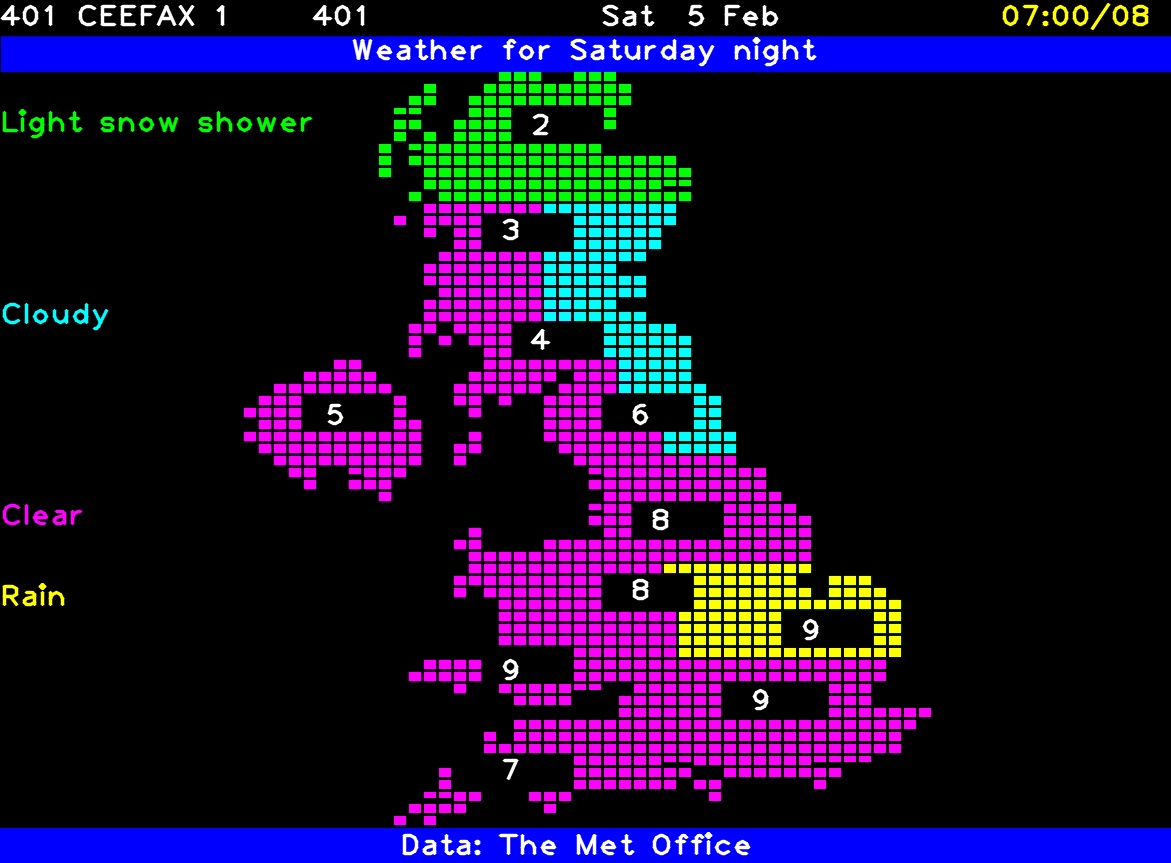 401 CEEFAX 1 401 Sat 5 Feb 07:00/08
Weather for Saturday night
Light snow shower
2
3
Cloudy
4
5
6
Clear
8
Rain
8
9
9
9
7
Data: The Met Office